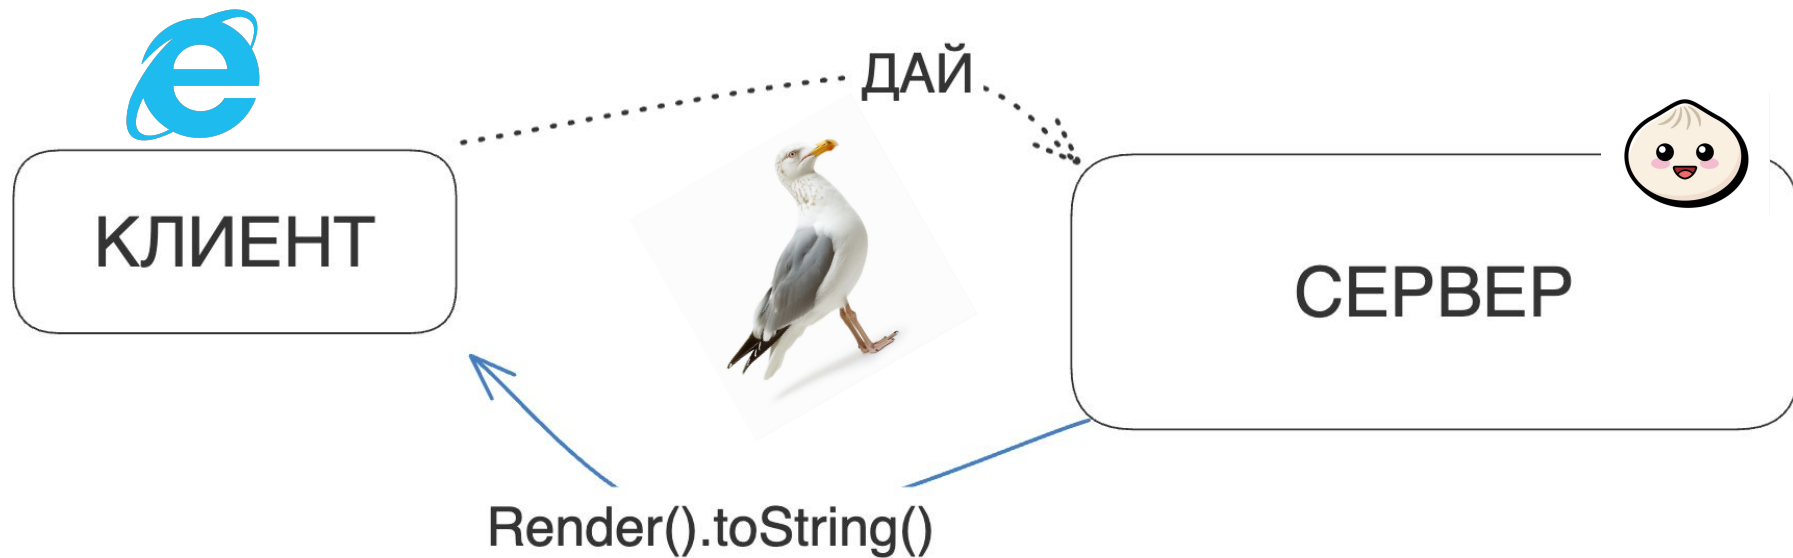 ДАЙ
КЛИЕНТ
СЕРВЕР
Render().toString()